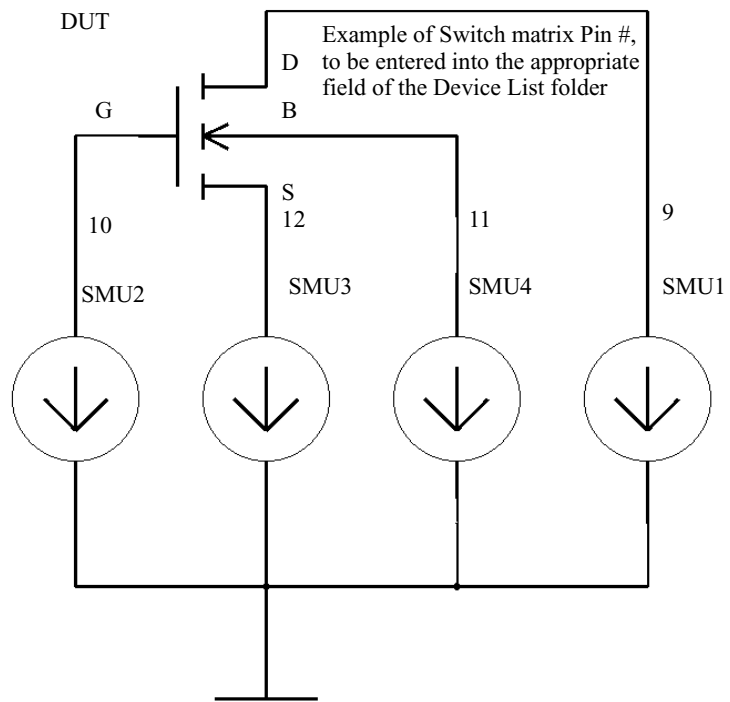 DUT
Example of Switch matrix Pin #,
to be entered into the appropriate
field of the Device List folder
D
G
B
S
10
12
11
9
SMU2
SMU3
SMU4
SMU1